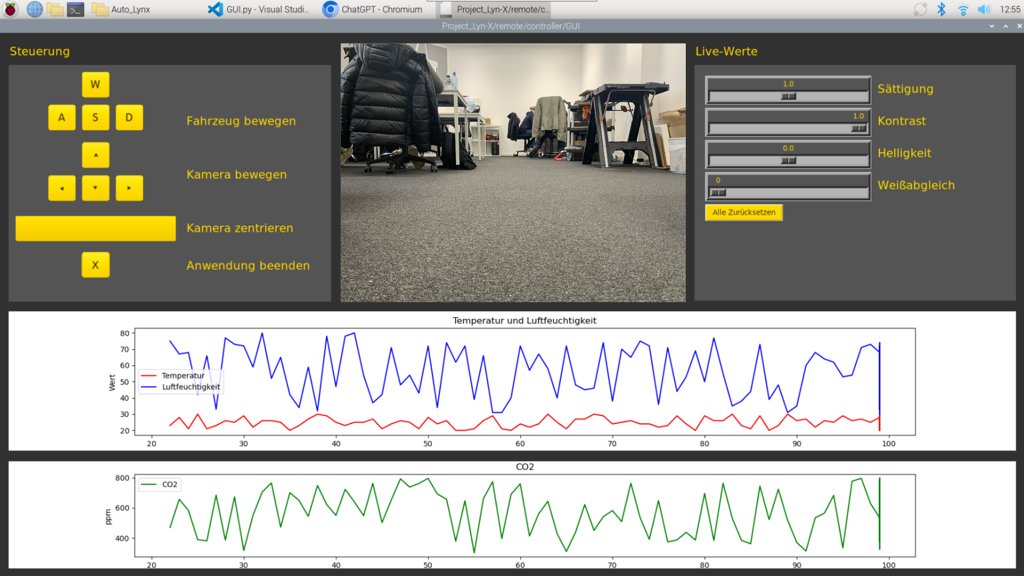 Auto_Lynx
GUI.py - Visual Studi..
ChatGPT - Chromium
Project_Lyn-X/remote/c..
12:55
Project_Lyn-X/remote/controller/GUI
Steuerung
W
A S D
Fahrzeug bewegen
Kamera bewegen
Kamera zentrieren
X
Anwendung beenden
Live-Werte
1.0
Sättigung
1.0
Kontrast
0.0
Helligkeit
0
Weißabgleich
Alle Zurücksetzen
Temperatur und Luftfeuchtigkeit
80
70
60
50
40
30
20
Wert
Temperatur
Luftfeuchtigkeit
20 30 40 50 60 70 80 90 100
CO2
800
600
400
ppm
CO2
20 30 40 50 60 70 80 90 100